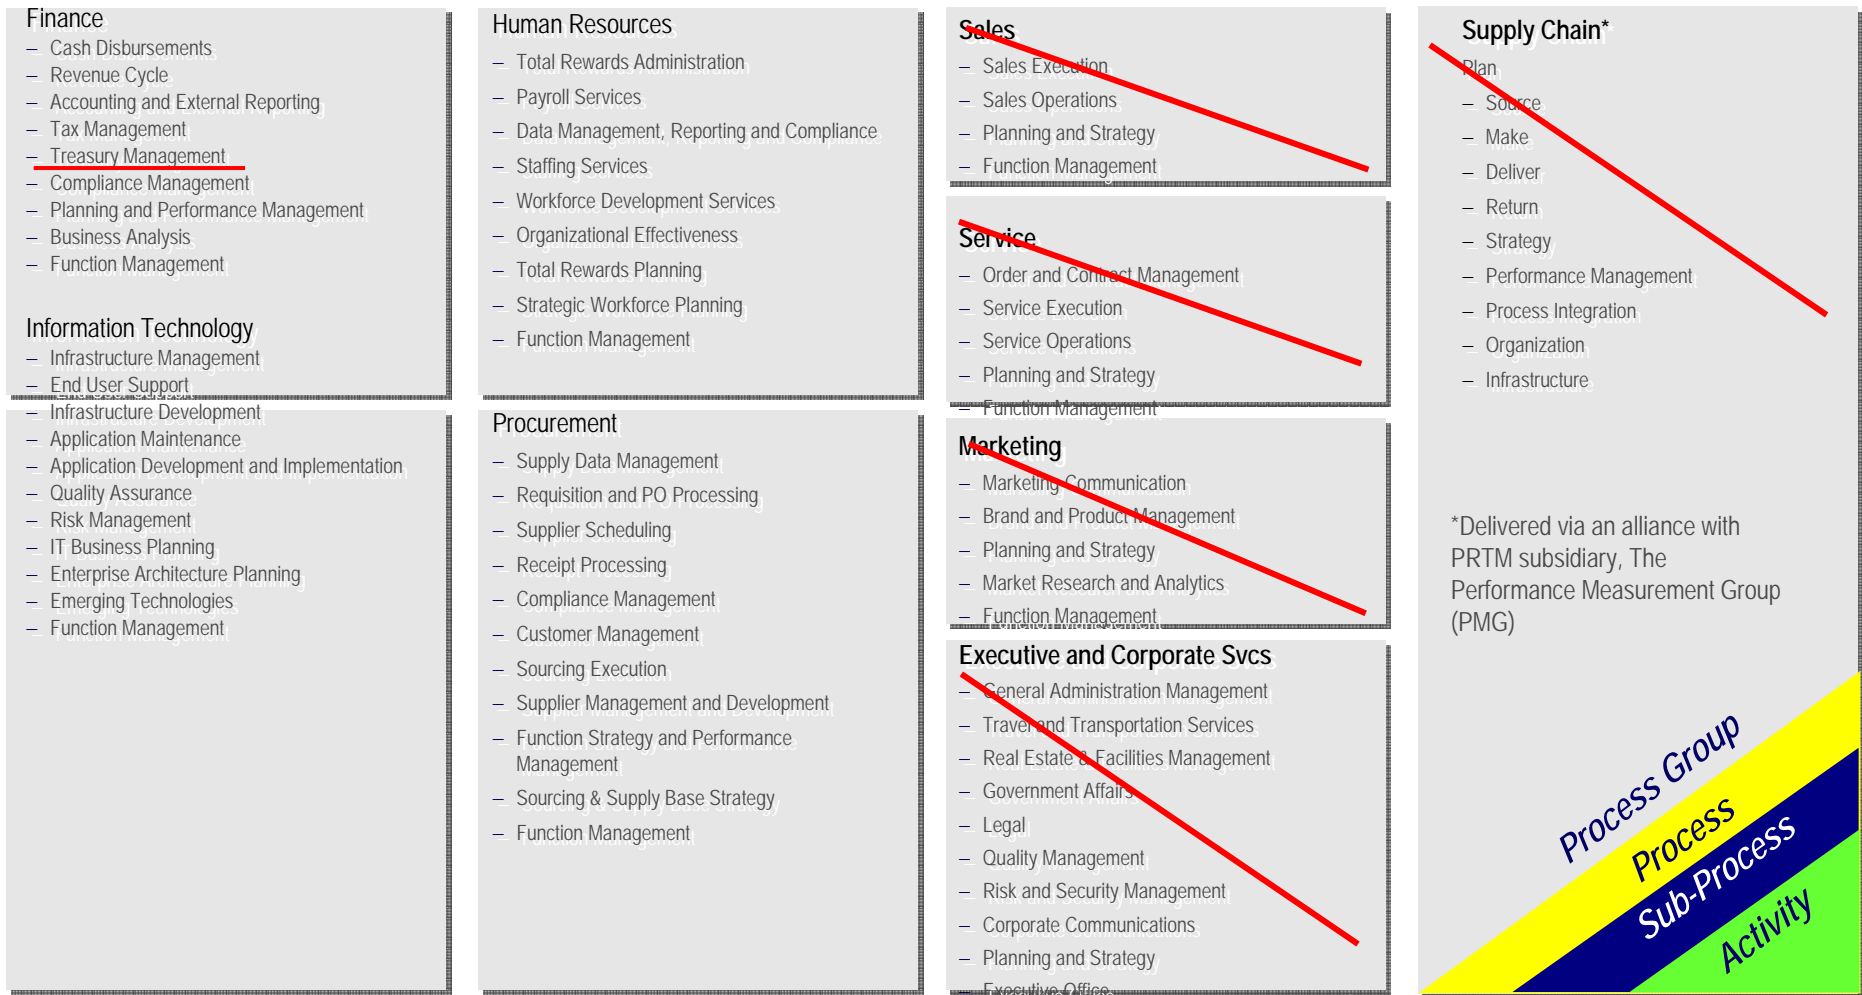 Finance
– Cash Disbursements
– Revenue Cycle
– Accounting and External Reporting
– Tax Management
– Treasury Management
– Compliance Management
– Planning and Performance Management
– Business Analysis
– Function Management
Information Technology
– Infrastructure Management
– End User Support
– Infrastructure Development
– Application Maintenance
– Application Development and Implementation
– Quality Assurance
– Risk Management
– IT Business Planning
– Enterprise Architecture Planning
– Emerging Technologies
– Function Management
Human Resources
– Total Rewards Administration
– Payroll Services
– Data Management, Reporting and Compliance
– Staffing Services
– Workforce Development Services
– Organizational Effectiveness
– Total Rewards Planning
– Strategic Workforce Planning
– Function Management
Procurement
– Supply Data Management
– Requisition and PO Processing
– Supplier Scheduling
– Receipt Processing
– Compliance Management
– Customer Management
– Sourcing Execution
– Supplier Management and Development
– Function Strategy and Performance
Management
– Sourcing & Supply Base Strategy
– Function Management
Sales
– Sales Execution
– Sales Operations
– Planning and Strategy
– Function Management
Service
– Order and Contract Management
– Service Execution
– Service Operations
– Planning and Strategy
– Function Management
Marketing
– Marketing Communication
– Brand and Product Management
– Planning and Strategy
– Market Research and Analytics
– Function Management
Executive and Corporate Svcs
– General Administration Management
– Travel and Transportation Services
– Real Estate & Facilities Management
– Government Affairs
– Legal
– Quality Management
– Risk and Security Management
– Corporate Communications
– Planning and Strategy
– Executive Office
Supply Chain*
Plan
– Source
– Make
– Deliver
– Return
– Strategy
– Performance Management
– Process Integration
– Organization
– Infrastructure
*Delivered via an alliance with
PRTM subsidiary, The
Performance Measurement Group
(PMG)
Process Group
Process
Sub-Process
Activity